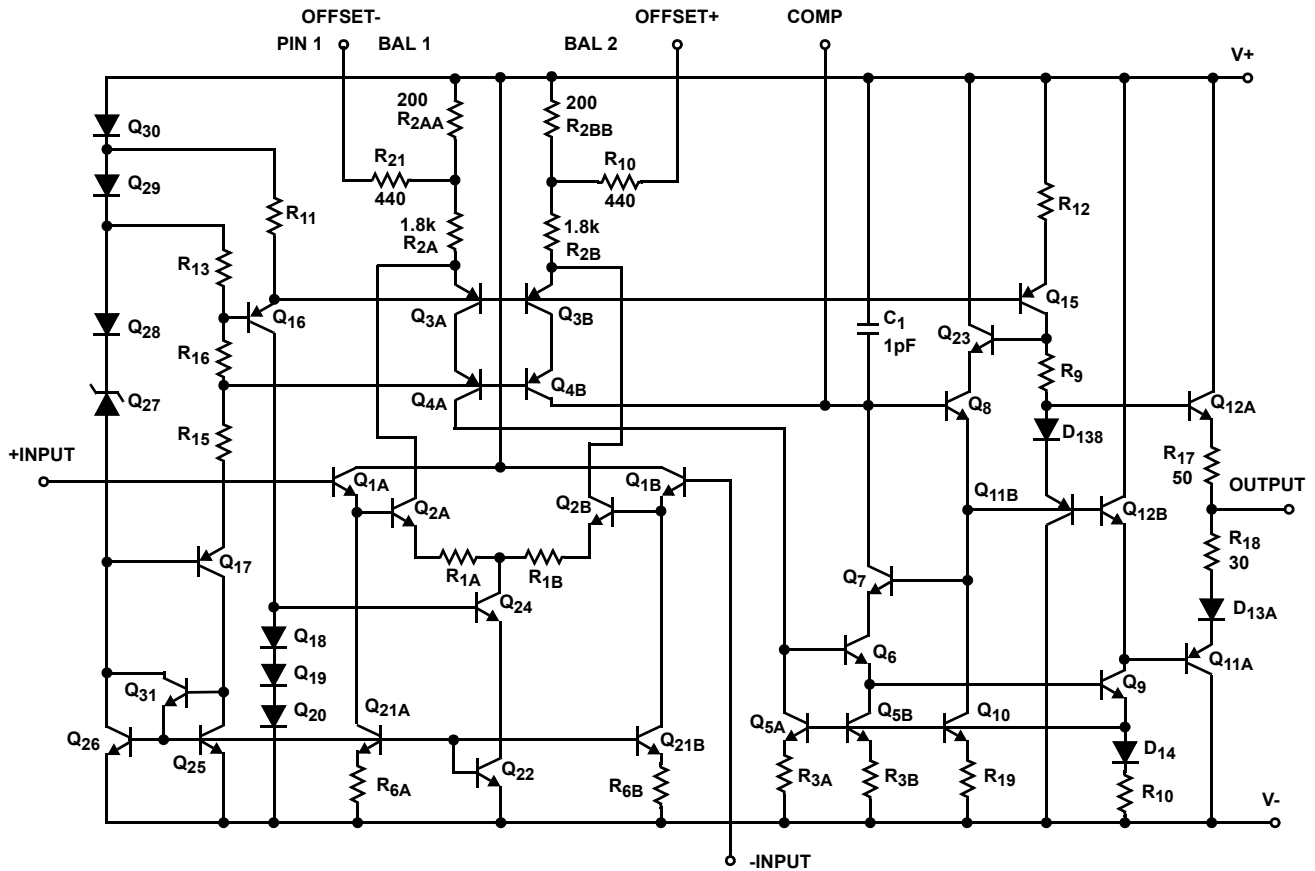 OFFSET- OFFSET+ COMP
PIN 1 BAL 1 BAL 2
V+
200
R2AA
200
R2BB
Q30
R21
440
R10
440
Q29
R11
1.8k
R2A
1.8k
R2B
R12
R13
Q28
Q16
Q3A
Q3B
C1
1pF
Q15
Q23
R16
R9
Q27
Q4A
Q4B
Q8
Q12A
D138
R15
+INPUT
R17
50
Q1A
Q2A
Q2B
Q1B
Q11B
Q12B
OUTPUT
R18
30
Q17
R1A
R1B
Q7
Q24
D13A
Q18
Q6
Q11A
Q19
Q31
Q9
Q20
Q21A
Q5A
Q5B
Q10
Q26
Q25
Q22
Q21B
D14
R6A
R6B
R3A
R3B
R19
R10
V-
-INPUT